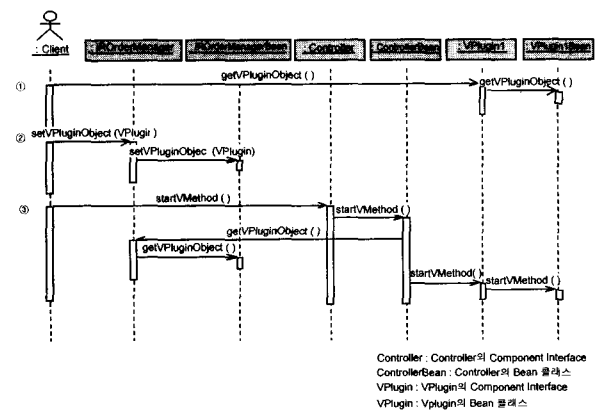 : Client
: IROrderManager
: IROrderManagerBean
: Controller
: ControllerBean
: VPlugin1
: VPlugin1Bean
getVPluginObject ( )
①
getVPluginObject ( )
②
setVPluginObject (VPlugin )
setVPluginObjec (VPlugin)
③
startVMethod ( )
startVMethod ( )
getVPluginObject ( )
getVPluginObject ( )
startVMethod( )
startVMethod ( )
Controller : Controller의 Component Interface
ControllerBean : Controller의 Bean 클래스
VPlugin : VPlugin의 Component Interface
VPlugin : Vplugin의 Bean 클래스